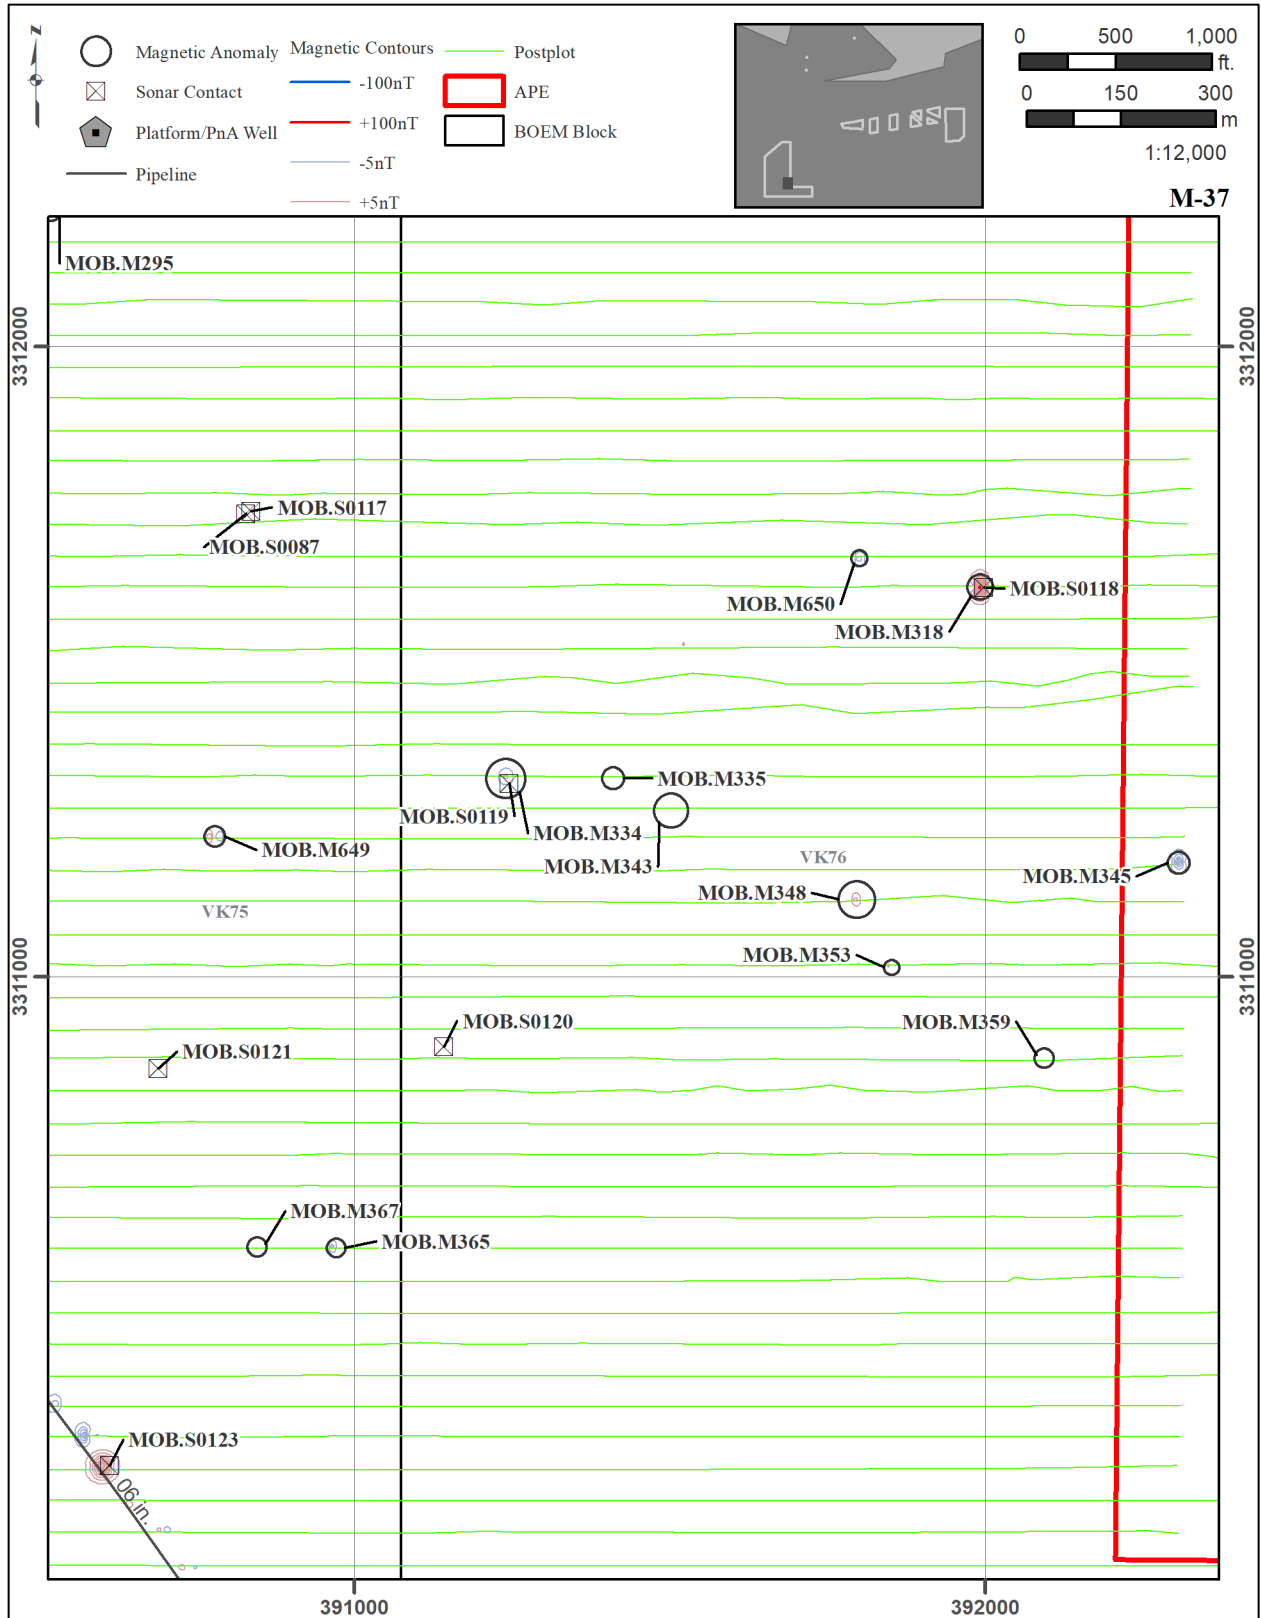 Z
Magnetic Anomaly
Sonar Contact
Platform/PnA Well
Pipeline
Magnetic Contours
-100nT
+100nT
-5nT
+5nT
Postplot
APE
BOEM Block
0 500 1,000
ft.
0 150 300
m
1:12,000
M-37
MOB.M295
3312000
3312000
MOB.S0117
MOB.S0087
MOB.M650
MOB.S0118
MOB.M318
MOB.M335
MOB.S0119
MOB.M334
MOB.M649
MOB.M343
VK76
MOB.M345
MOB.M348
VK75
MOB.M353
3311000
3311000
MOB.S0120
MOB.M359
MOB.S0121
MOB.M367
MOB.M365
MOB.S0123
06 in.
391000
392000